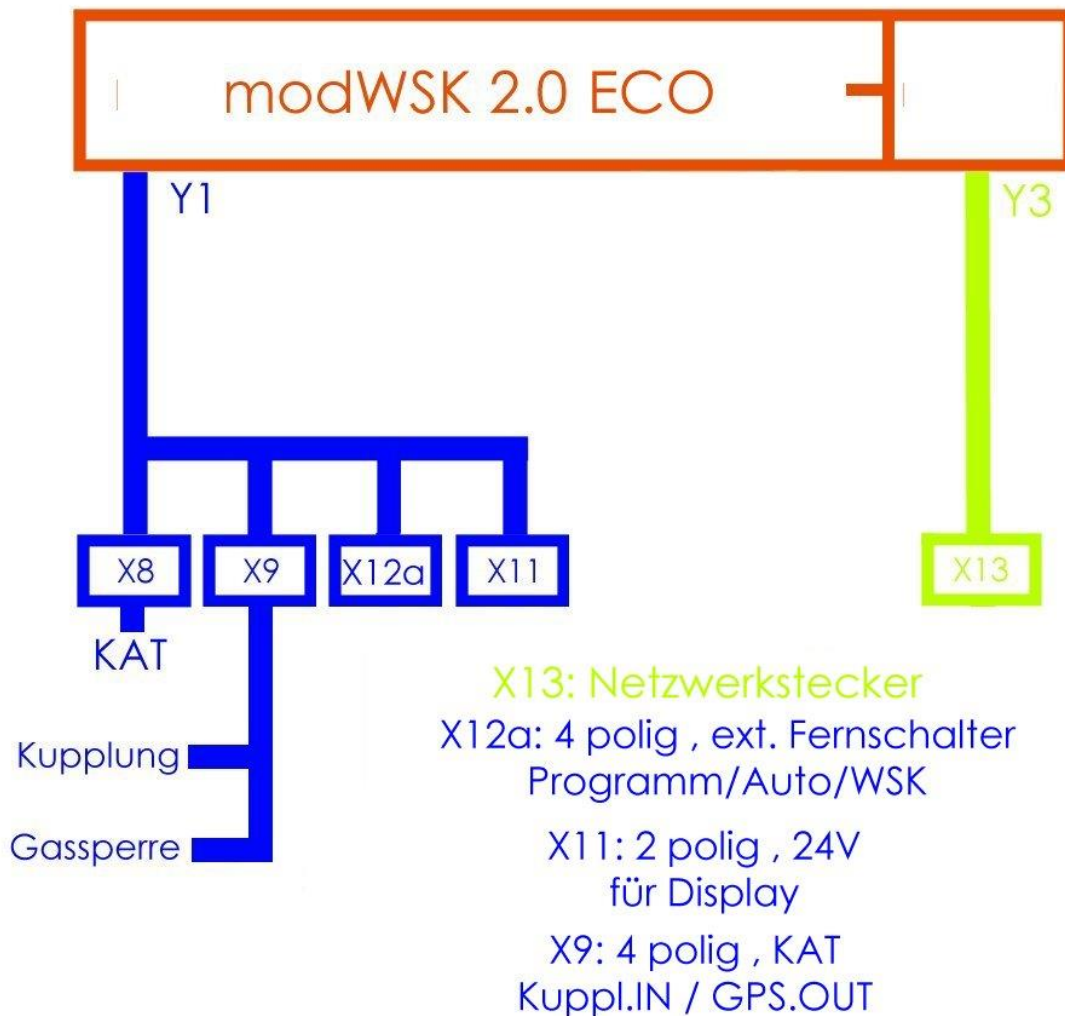 modWSK 2.0 ECO
Y1
Y3
X8
X9
X12a
X11
X13
KAT
Kupplung
Gassperre
X13: Netzwerkstecker
X12a: 4 polig , ext. Fernschalter
Programm/Auto/WSK
X11: 2 polig , 24V
für Display
X9: 4 polig , KAT
Kuppl.IN / GPS.OUT